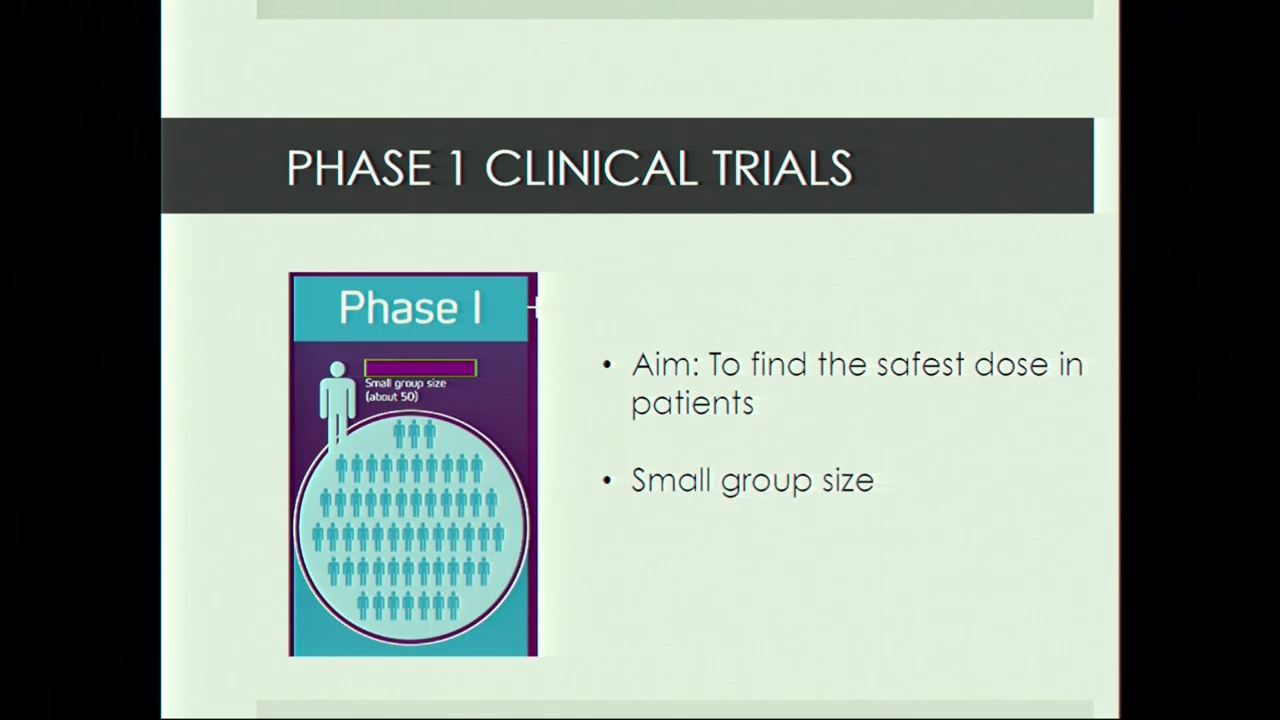 PHASE 1 CLINICAL TRIALS
Phase I
Small group size
(about 50)
• Aim: To find the safest dose in
patients
• Small group size